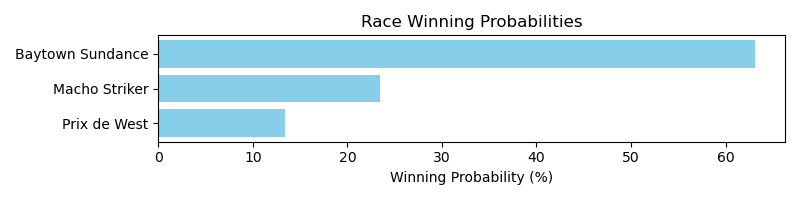 Race Winning Probabilities
Baytown Sundance
Macho Striker
Prix de West
0 10 20 30 40 50 60
Winning Probability (%)